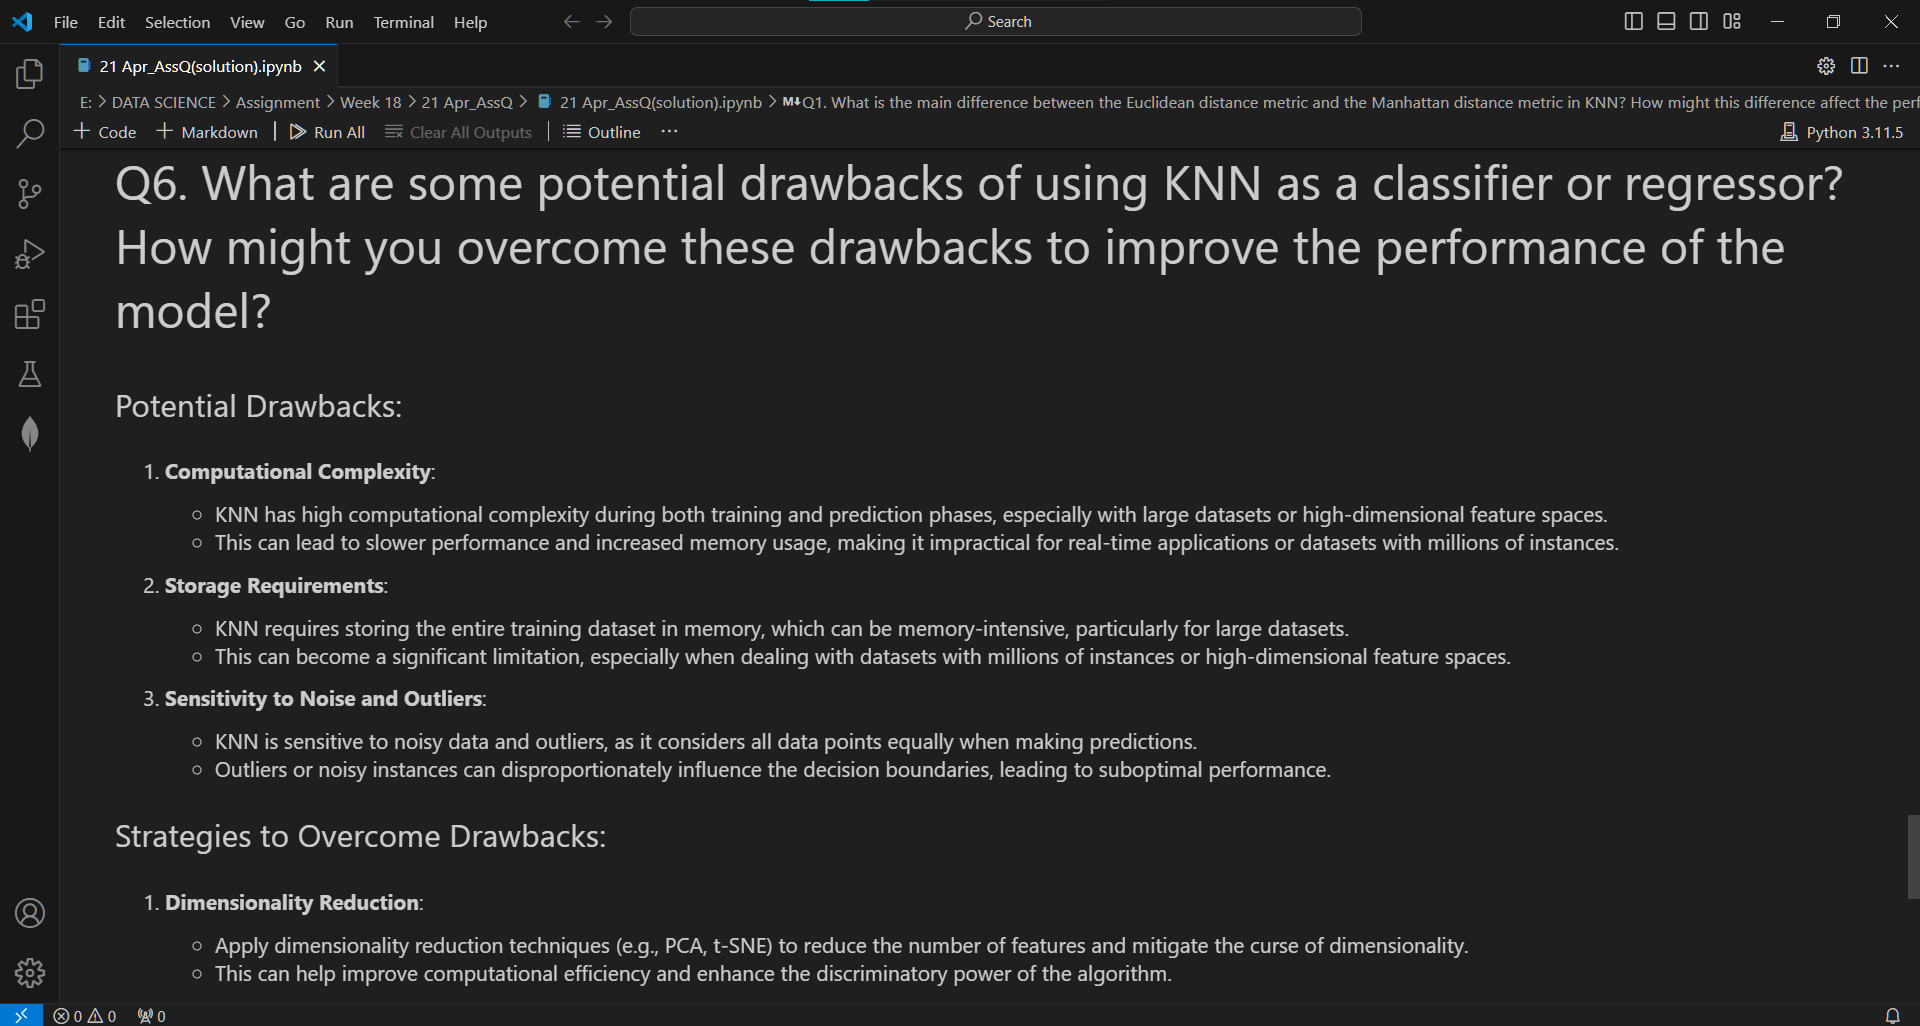 File Edit Selection View Go Run Terminal Help
Search
21 Apr_AssQ(solution).ipynb
E: > DATA SCIENCE > Assignment > Week 18 > 21 Apr_AssQ > 21 Apr_AssQ(solution).ipynb > M↓Q1. What is the main difference between the Euclidean distance metric and the Manhattan distance metric in KNN? How might this difference affect the perf
+ Code + Markdown | Run All Clear All Outputs | Outline ... Python 3.11.5
Q6. What are some potential drawbacks of using KNN as a classifier or regressor?
How might you overcome these drawbacks to improve the performance of the
model?
Potential Drawbacks:
1. Computational Complexity:
○ KNN has high computational complexity during both training and prediction phases, especially with large datasets or high-dimensional feature spaces.
○ This can lead to slower performance and increased memory usage, making it impractical for real-time applications or datasets with millions of instances.
2. Storage Requirements:
○ KNN requires storing the entire training dataset in memory, which can be memory-intensive, particularly for large datasets.
○ This can become a significant limitation, especially when dealing with datasets with millions of instances or high-dimensional feature spaces.
3. Sensitivity to Noise and Outliers:
○ KNN is sensitive to noisy data and outliers, as it considers all data points equally when making predictions.
○ Outliers or noisy instances can disproportionately influence the decision boundaries, leading to suboptimal performance.
Strategies to Overcome Drawbacks:
1. Dimensionality Reduction:
○ Apply dimensionality reduction techniques (e.g., PCA, t-SNE) to reduce the number of features and mitigate the curse of dimensionality.
○ This can help improve computational efficiency and enhance the discriminatory power of the algorithm.
0 0 0